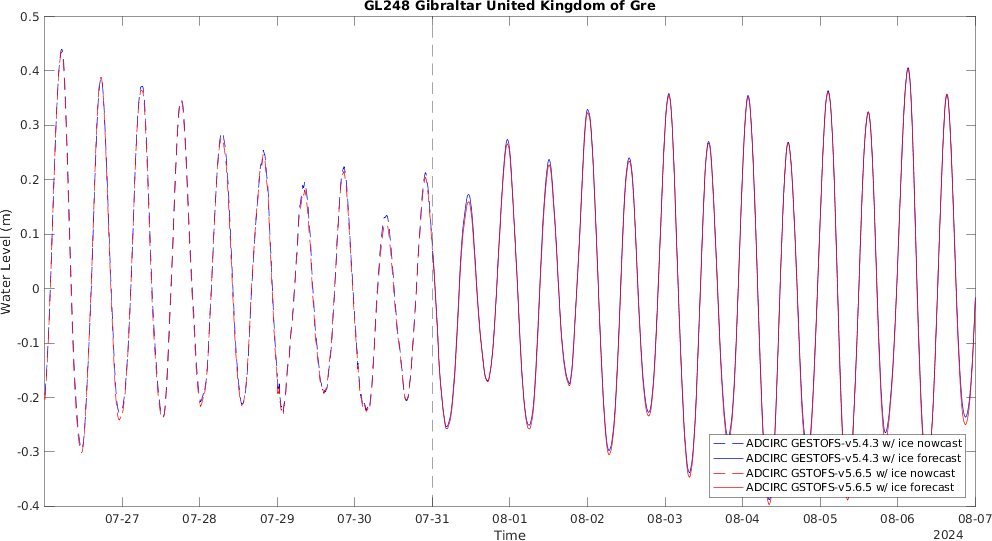 GL248 Gibraltar United Kingdom of Gre
0.5
0.4
0.3
0.2
0.1
0
-0.1
-0.2
-0.3
-0.4
Water Level (m)
ADCIRC GESTOFS-v5.4.3 w/ ice nowcast
ADCIRC GESTOFS-v5.4.3 w/ ice forecast
ADCIRC GSTOFS-v5.6.5 w/ ice nowcast
ADCIRC GSTOFS-v5.6.5 w/ ice forecast
07-27 07-28 07-29 07-30 07-31 08-01 08-02 08-03 08-04 08-05 08-06 08-07
Time
2024